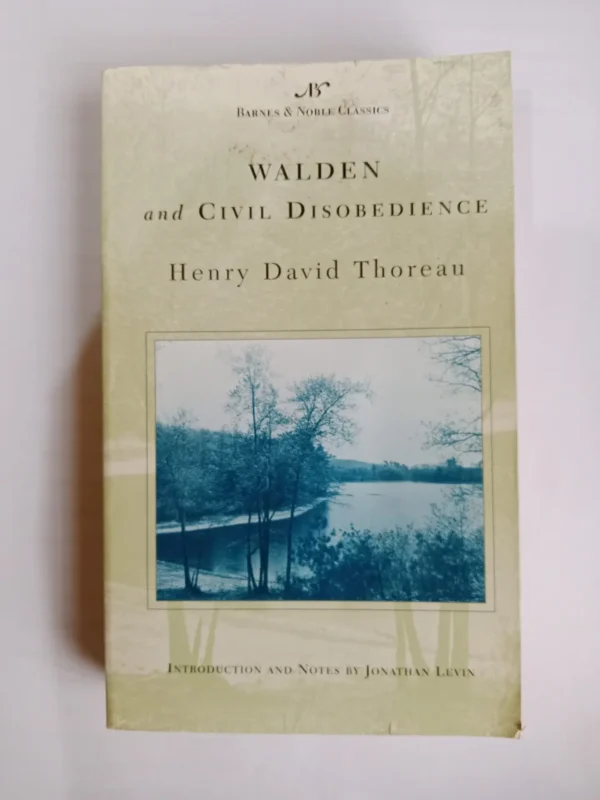 BARNES & NOBLE CLASSICS
WALDEN
and CIVIL DISOBEDIENCE
Henry David Thoreau
INTRODUCTION AND NOTES BY JONATHAN LEVIN